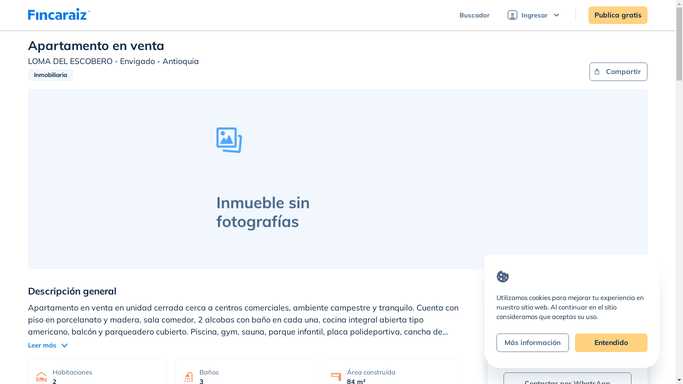 Fincaraiz
Buscador
Ingresar
Publica gratis
Apartamento en venta
LOMA DEL ESCOBERO - Envigado - Antioquia
Inmobiliaria
Compartir
Inmueble sin
fotografías
Descripción general
Apartamento en venta en unidad cerrada cerca a centros comerciales, ambiente campestre y tranquilo. Cuenta con
piso en porcelanato y madera, sala comedor, 2 alcobas con baño en cada una, cocina integral abierta tipo
americano, balcón y parqueadero cubierto. Piscina, gym, sauna, parque infantil, placa polideportiva, cancha de...
Leer más
Habitaciones
2
Baños
3
Área construida
84 m²
Utilizamos cookies para mejorar tu experiencia en
nuestro sitio web. Al continuar en el sitio
consideramos que aceptas su uso.
Más información
Entendido
Contactar por WhatsApp